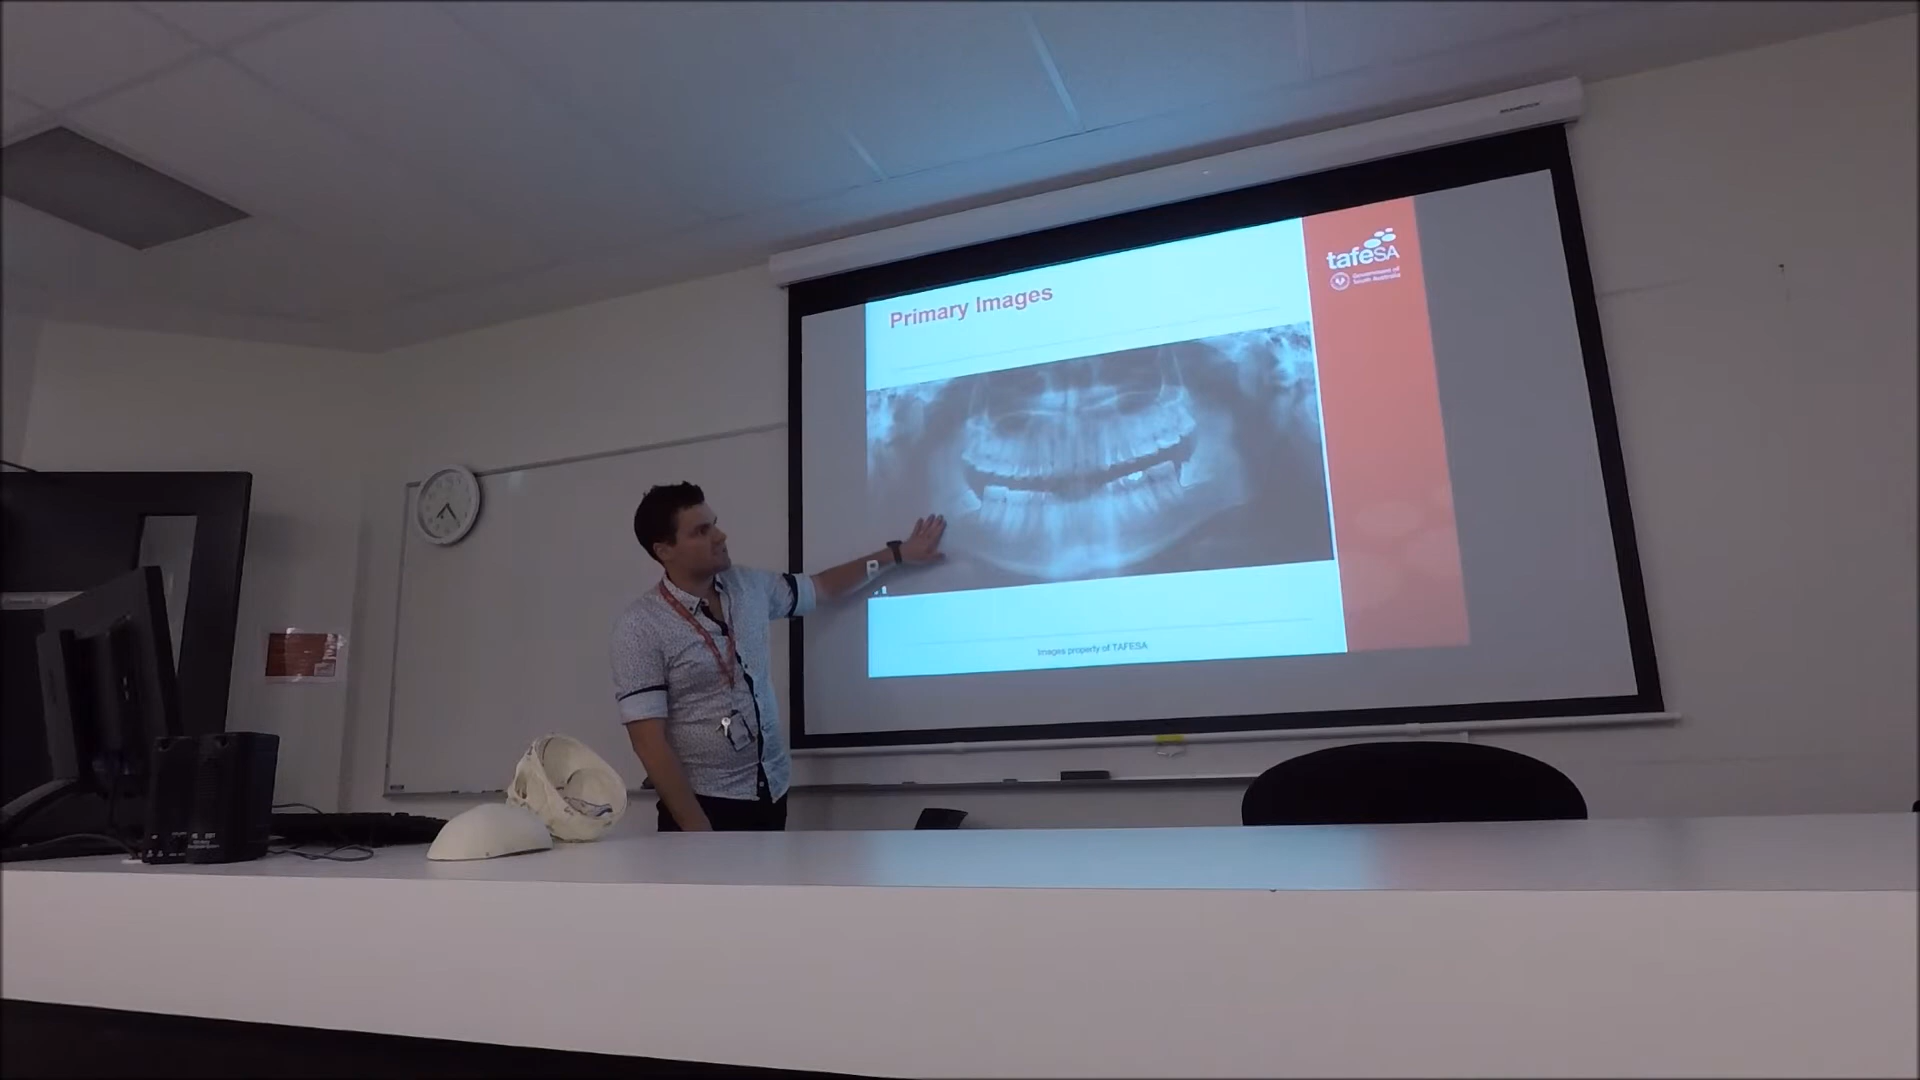 tafeSA
Government of
South Australia
Primary Images
R
Images property of TAFESA